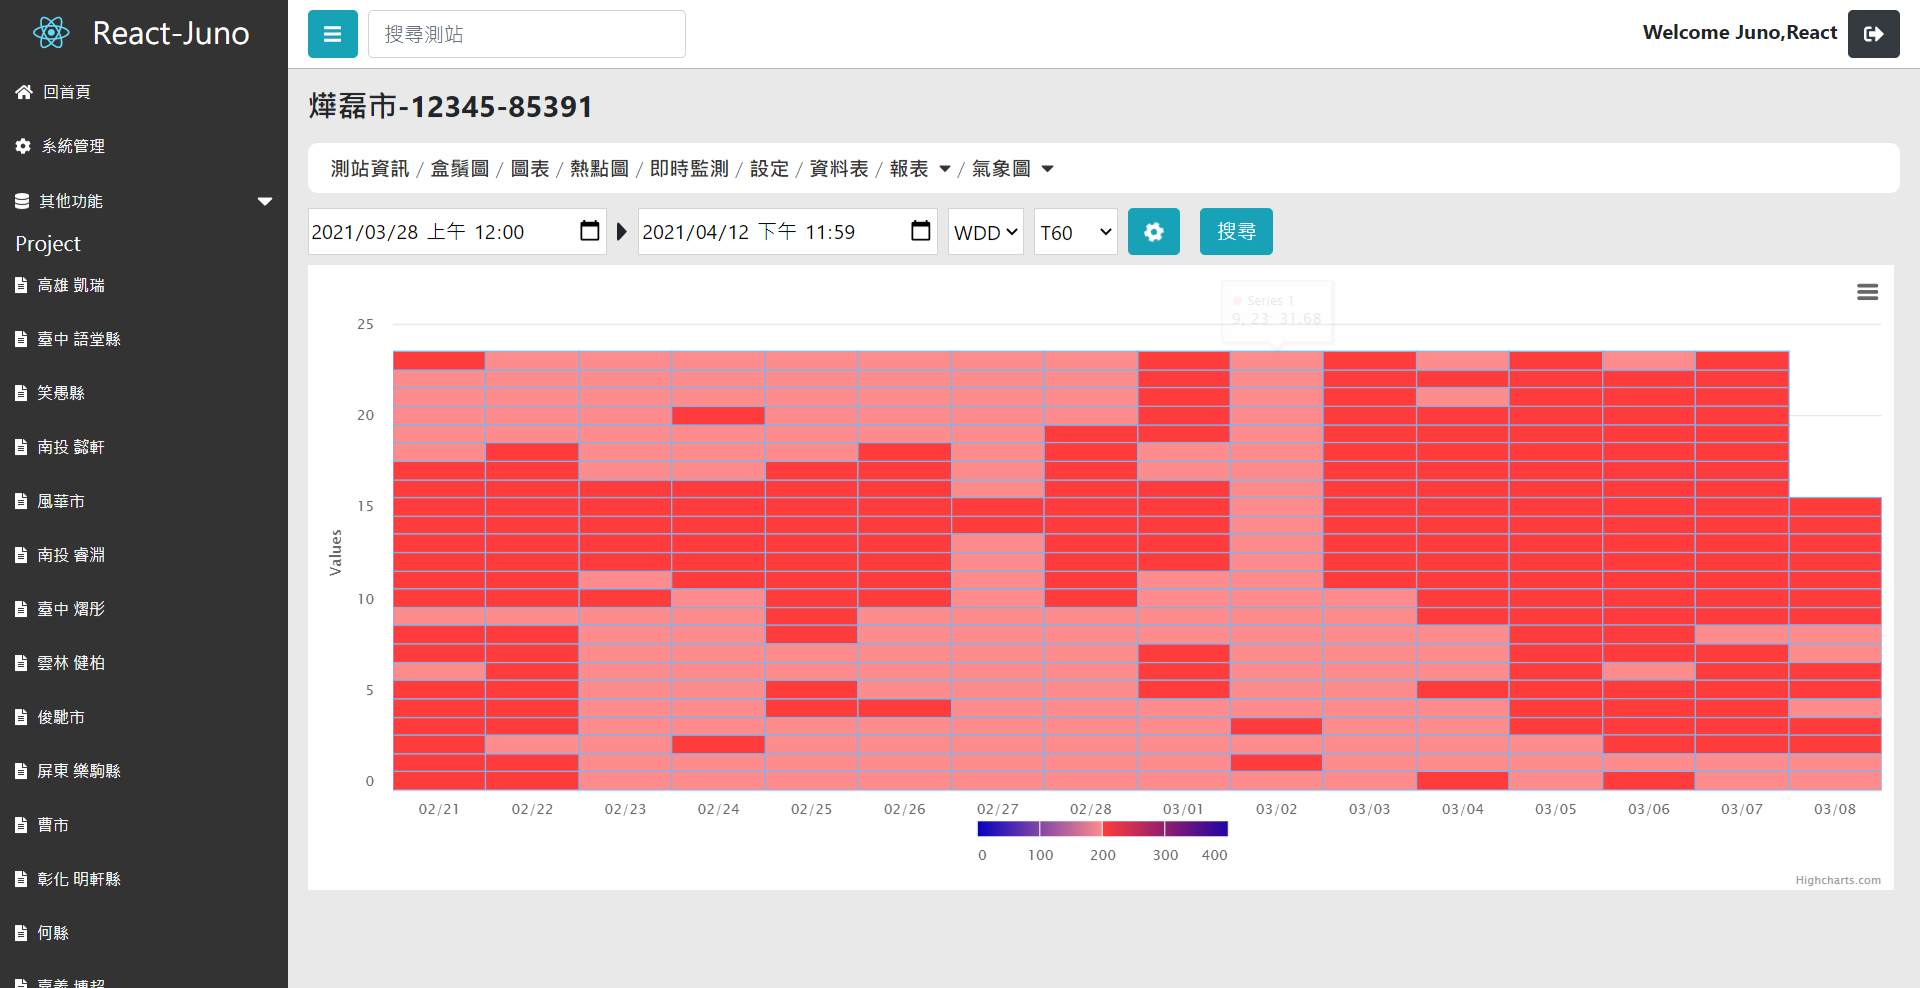 React-Juno
回首頁
系統管理
其他功能
Project
高雄 凱瑞
臺中 語堂縣
笑愚縣
南投 懿軒
風華市
南投 睿淵
臺中 熠彤
雲林 健柏
俊馳市
屏東 樂駒縣
曹市
彰化 明軒縣
何縣
嘉義 博超
搜尋測站
Welcome Juno,React
燁磊市-12345-85391
測站資訊 / 盒鬚圖 / 圖表 / 熱點圖 / 即時監測 / 設定 / 資料表 / 報表 / 氣象圖
2021/03/28 上午 12:00 2021/04/12 下午 11:59 WDD T60 搜尋
Series 1
9, 23, 31.68
25
20
15
10
5
0
Values
02/21 02/22 02/23 02/24 02/25 02/26 02/27 02/28 03/01 03/02 03/03 03/04 03/05 03/06 03/07 03/08
0 100 200 300 400
Highcharts.com